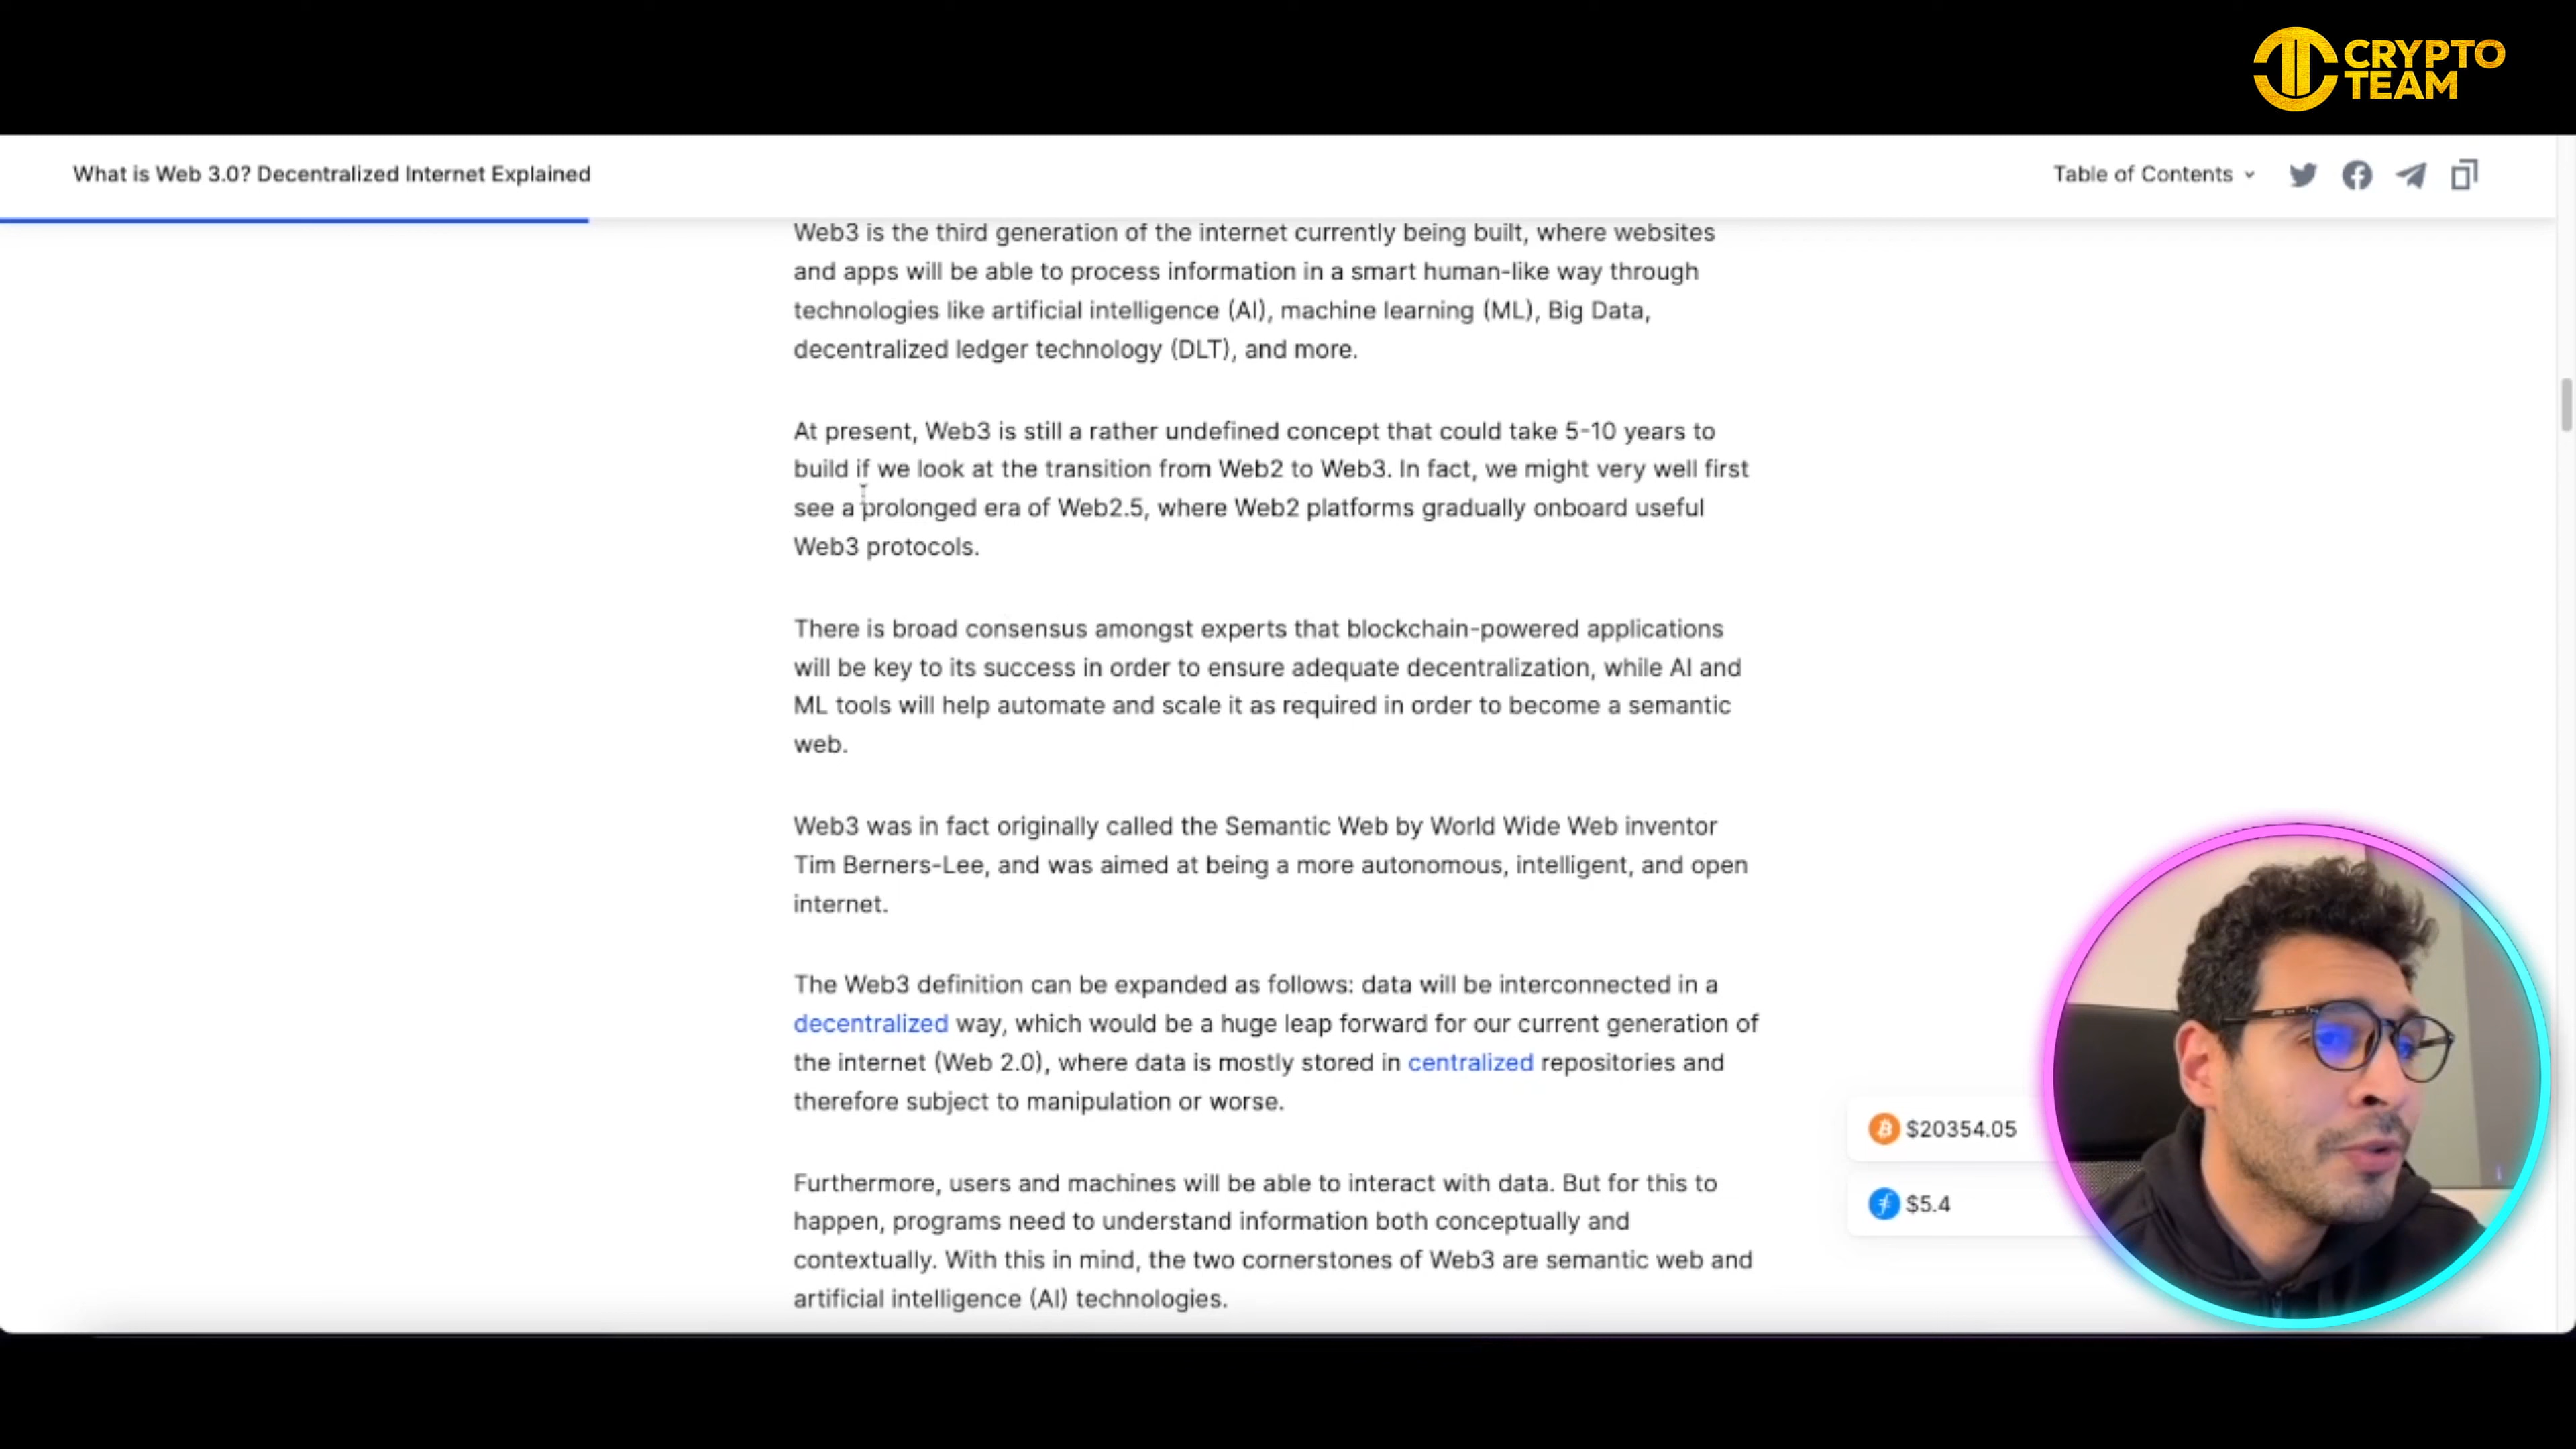 CRYPTO
TEAM
What is Web 3.0? Decentralized Internet Explained
Table of Contents
Web3 is the third generation of the internet currently being built, where websites
and apps will be able to process information in a smart human-like way through
technologies like artificial intelligence (AI), machine learning (ML), Big Data,
decentralized ledger technology (DLT), and more.
At present, Web3 is still a rather undefined concept that could take 5-10 years to
build if we look at the transition from Web2 to Web3. In fact, we might very well first
see a prolonged era of Web2.5, where Web2 platforms gradually onboard useful
Web3 protocols.
There is broad consensus amongst experts that blockchain-powered applications
will be key to its success in order to ensure adequate decentralization, while AI and
ML tools will help automate and scale it as required in order to become a semantic
web.
Web3 was in fact originally called the Semantic Web by World Wide Web inventor
Tim Berners-Lee, and was aimed at being a more autonomous, intelligent, and open
internet.
The Web3 definition can be expanded as follows: data will be interconnected in a
decentralized way, which would be a huge leap forward for our current generation of
the internet (Web 2.0), where data is mostly stored in centralized repositories and
therefore subject to manipulation or worse.
Furthermore, users and machines will be able to interact with data. But for this to
happen, programs need to understand information both conceptually and
contextually. With this in mind, the two cornerstones of Web3 are semantic web and
artificial intelligence (AI) technologies.
$20354.05
$5.4